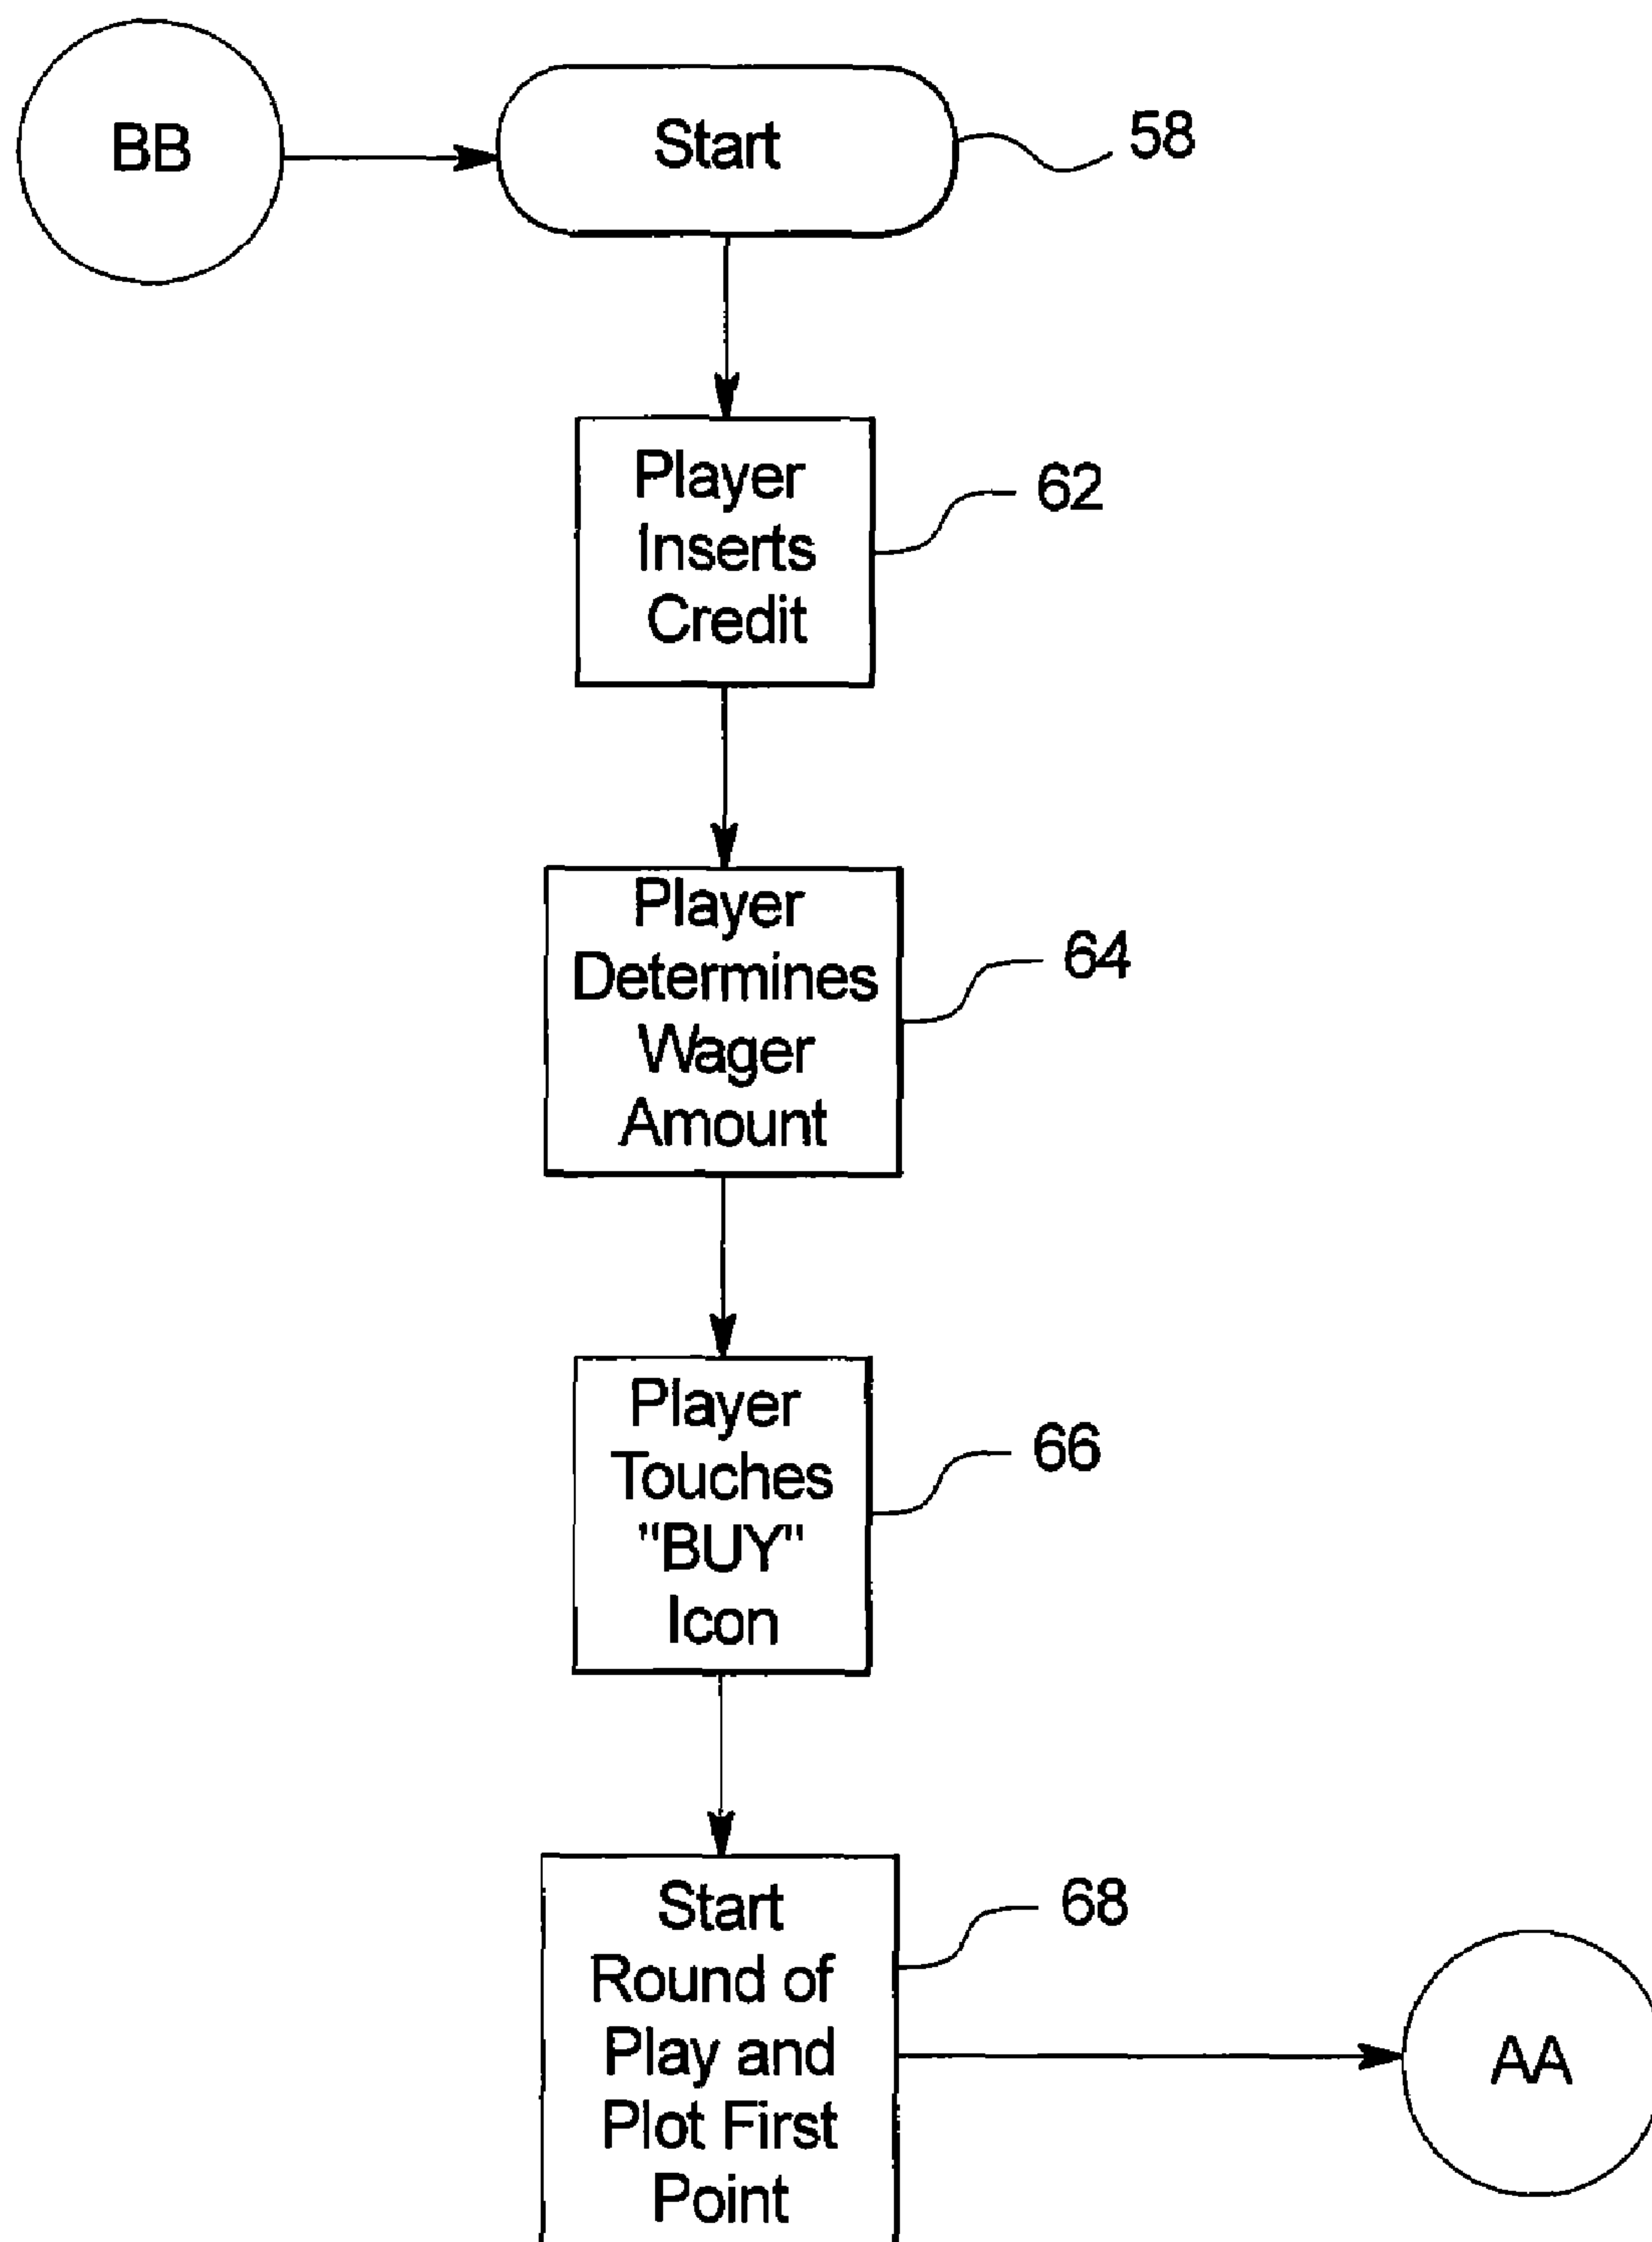 BB
Start
58
Player
Inserts
Credit
62
Player
Determines
Wager
Amount
64
Player
Touches
"BUY"
Icon
66
Start
Round of
Play and
Plot First
Point
68
AA